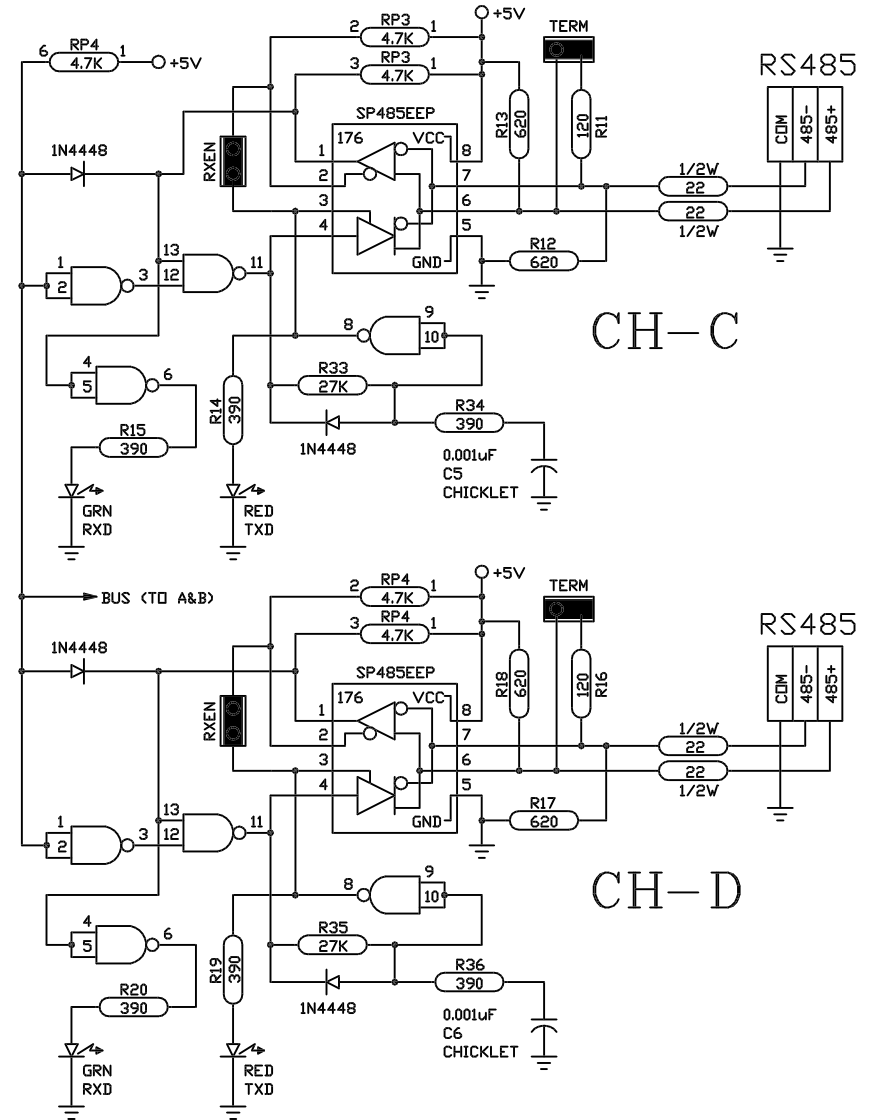 RP3
2 1
4.7K
+5V
TERM
RP4
6 1
4.7K
+5V
RP3
3 1
4.7K
RS485
COM
485-
485+
SP485EEP
176
VCC
R13
620
120
R11
1N4448
RXEN
1
8
2
7
3
6
4
5
GND
1/2W
22
22
1/2W
R12
620
13
12
11
1
2
3
9
10
8
CH-C
4
5
6
R33
27K
R14
390
1N4448
R34
390
R15
390
0.001uF
C5
CHICKLET
GRN
RXD
RED
TXD
BUS (TO A&B)
RP4
2 1
4.7K
+5V
TERM
RP4
3 1
4.7K
RS485
COM
485-
485+
1N4448
SP485EEP
176
VCC
R18
620
120
R16
RXEN
1
8
2
7
3
6
4
5
GND
1/2W
22
22
1/2W
R17
620
13
12
11
1
2
3
9
10
8
CH-D
4
5
6
R35
27K
R19
390
1N4448
R36
390
R20
390
0.001uF
C6
CHICKLET
GRN
RXD
RED
TXD